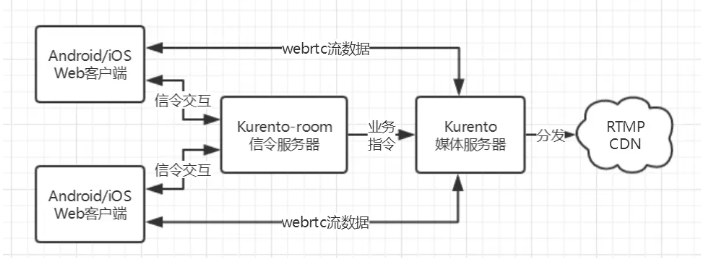 Android/iOS
Web客户端
webrtc流数据
信令交互
Kurento-room
信令服务器
业务
指令
Kurento
媒体服务器
分发
RTMP
CDN
信令交互
Android/iOS
Web客户端
webrtc流数据